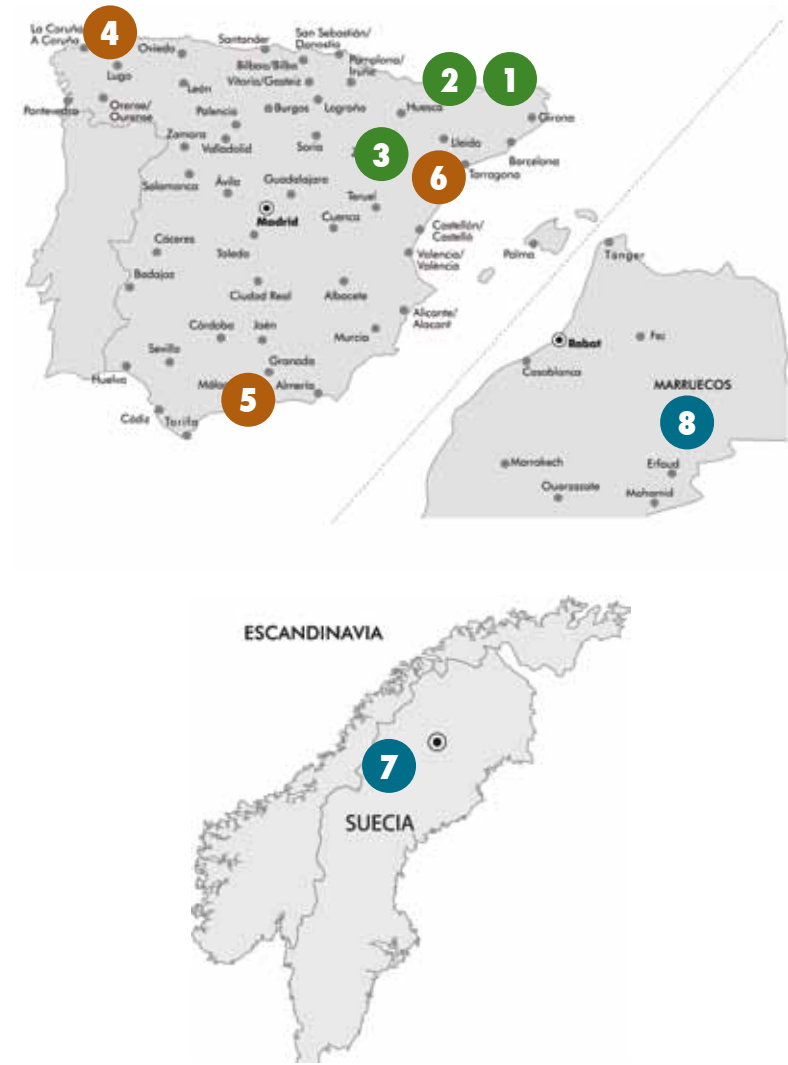 La Coruña/
A Coruña
4
Lugo
Oviedo
Santander
San Sebastián/
Donostia
Bilbao/Bilbo
Pamplona/
Iruñe
Vitoria/Gasteiz
2
1
León
Pontevedra
Orense/
Ourense
Palencia
Burgos
Logroño
Huesca
Girona
Zamora
Valladolid
Soria
3
Lleida
Barcelona
6
Tarragona
Salamanca
Ávila
Guadalajara
Teruel
Madrid
Cuenca
Castellón/
Castelló
Cáceres
Toledo
Valencia/
València
Palma
Badajoz
Ciudad Real
Albacete
Alicante/
Alacant
Córdoba
Jaén
Murcia
Sevilla
Granada
Huelva
Almería
5
Cádiz
Tarifa
Tanger
Rabat
Fez
Casablanca
MARRUECOS
8
Marrakech
Erfoud
Ouarzazate
Mahamid
ESCANDINAVIA
7
SUECIA